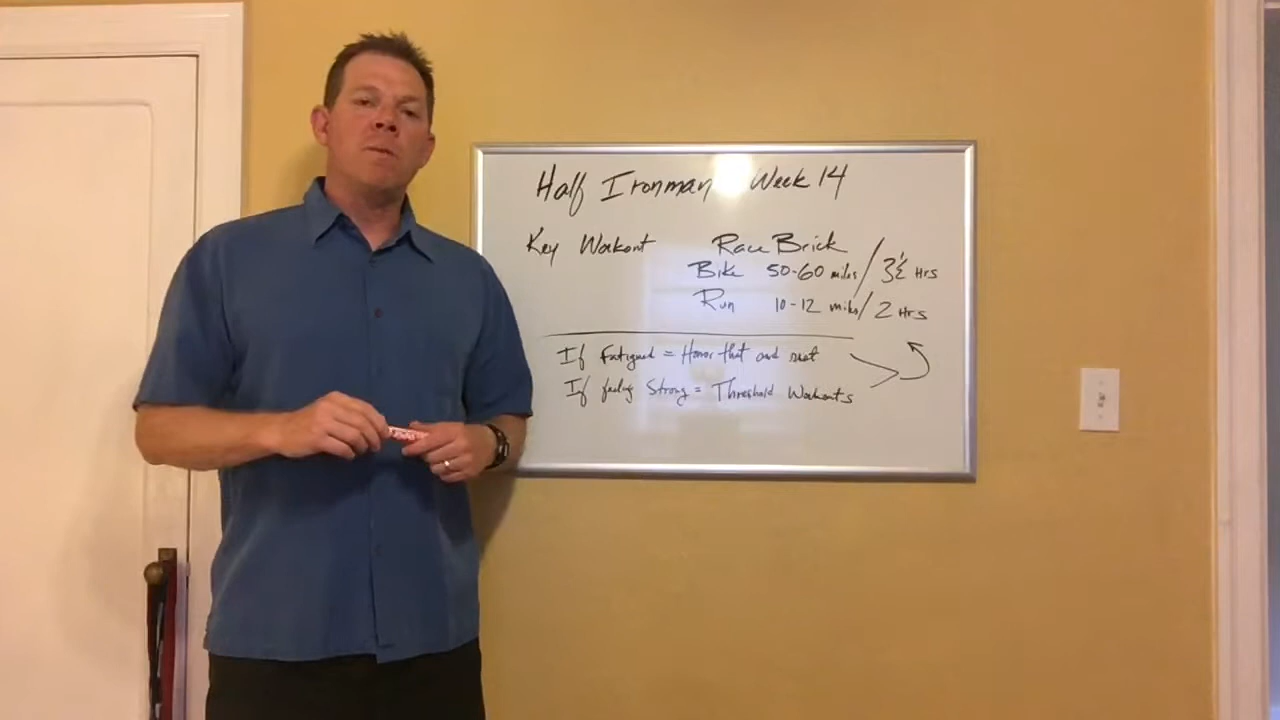 Half Ironman Week 14
Key Workout Race Brick
Bike 50-60 miles / 3½ Hrs
Run 10-12 miles / 2 Hrs
If Fatigued = Honor that and rest
If feeling Strong = Threshold Workouts